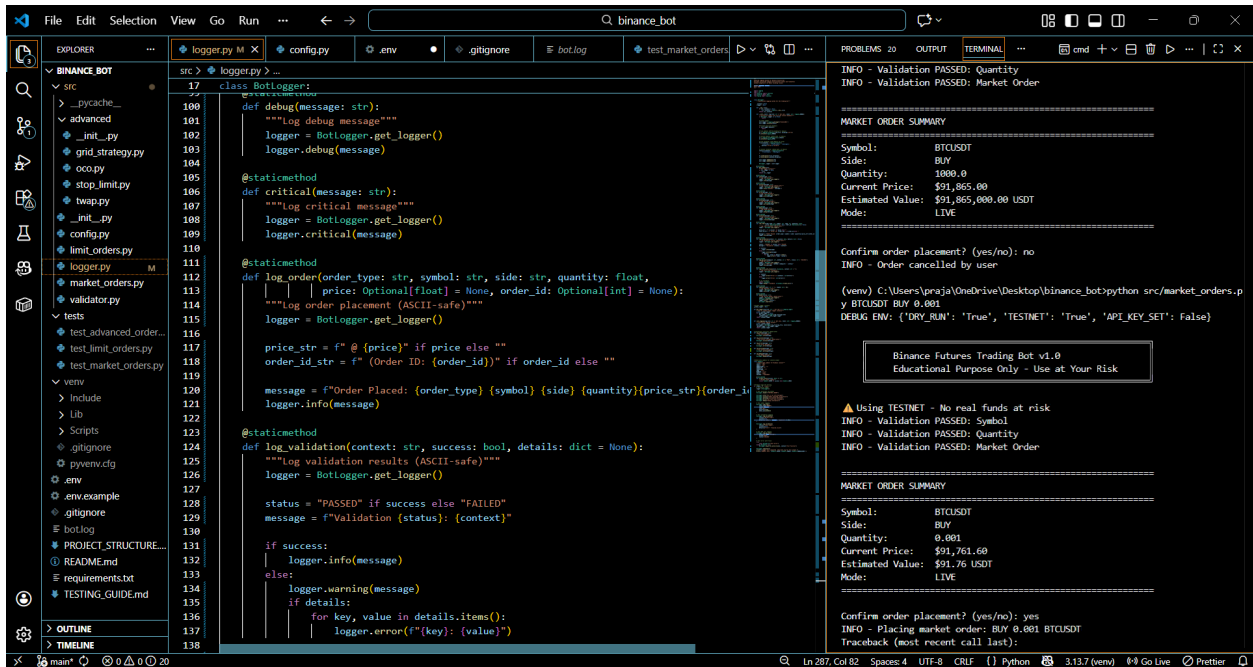 File Edit Selection View Go Run ... binance_bot
EXPLORER ...
BINANCE_BOT
src
__pycache__
advanced
__init__.py
grid_strategy.py
oco.py
stop_limit.py
twap.py
__init__.py
config.py
limit_orders.py
logger.py M
market_orders.py
validator.py
tests
test_advanced_order...
test_limit_orders.py
test_market_orders.py
venv
Include
Lib
Scripts
.gitignore
pyvenv.cfg
.env
.env.example
.gitignore
bot.log
PROJECT_STRUCTURE....
README.md
requirements.txt
TESTING_GUIDE.md
OUTLINE
TIMELINE
logger.py M config.py .env .gitignore bot.log test_market_orders
src > logger.py > ...
17 class BotLogger:
99 @staticmethod
100 def debug(message: str):
101 """Log debug message"""
102 logger = BotLogger.get_logger()
103 logger.debug(message)
104
105 @staticmethod
106 def critical(message: str):
107 """Log critical message"""
108 logger = BotLogger.get_logger()
109 logger.critical(message)
110
111 @staticmethod
112 def log_order(order_type: str, symbol: str, side: str, quantity: float,
113 price: Optional[float] = None, order_id: Optional[int] = None):
114 """Log order placement (ASCII-safe)"""
115 logger = BotLogger.get_logger()
116
117 price_str = f" @ {price}" if price else ""
118 order_id_str = f" (Order ID: {order_id})" if order_id else ""
119
120 message = f"Order Placed: {order_type} {symbol} {side} {quantity}{price_str}{order_i
121 logger.info(message)
122
123 @staticmethod
124 def log_validation(context: str, success: bool, details: dict = None):
125 """Log validation results (ASCII-safe)"""
126 logger = BotLogger.get_logger()
127
128 status = "PASSED" if success else "FAILED"
129 message = f"Validation {status}: {context}"
130
131 if success:
132 logger.info(message)
133 else:
134 logger.warning(message)
135 if details:
136 for key, value in details.items():
137 logger.error(f"{key}: {value}")
138
PROBLEMS 20 OUTPUT TERMINAL ... cmd
INFO - Validation PASSED: Quantity
INFO - Validation PASSED: Market Order
============================================================
MARKET ORDER SUMMARY
============================================================
Symbol: BTCUSDT
Side: BUY
Quantity: 1000.0
Current Price: $91,865.00
Estimated Value: $91,865,000.00 USDT
Mode: LIVE
============================================================
Confirm order placement? (yes/no): no
INFO - Order cancelled by user
(venv) C:\Users\praja\OneDrive\Desktop\binance_bot>python src/market_orders.p
y BTCUSDT BUY 0.001
DEBUG ENV: {'DRY_RUN': 'True', 'TESTNET': 'True', 'API_KEY_SET': False}
Binance Futures Trading Bot v1.0
Educational Purpose Only - Use at Your Risk
⚠ Using TESTNET - No real funds at risk
INFO - Validation PASSED: Symbol
INFO - Validation PASSED: Quantity
INFO - Validation PASSED: Market Order
============================================================
MARKET ORDER SUMMARY
============================================================
Symbol: BTCUSDT
Side: BUY
Quantity: 0.001
Current Price: $91,761.60
Estimated Value: $91.76 USDT
Mode: LIVE
============================================================
Confirm order placement? (yes/no): yes
INFO - Placing market order: BUY 0.001 BTCUSDT
Traceback (most recent call last):
main* 0 0 20 Ln 287, Col 82 Spaces: 4 UTF-8 CRLF {} Python 3.13.7 (venv) Go Live Prettier